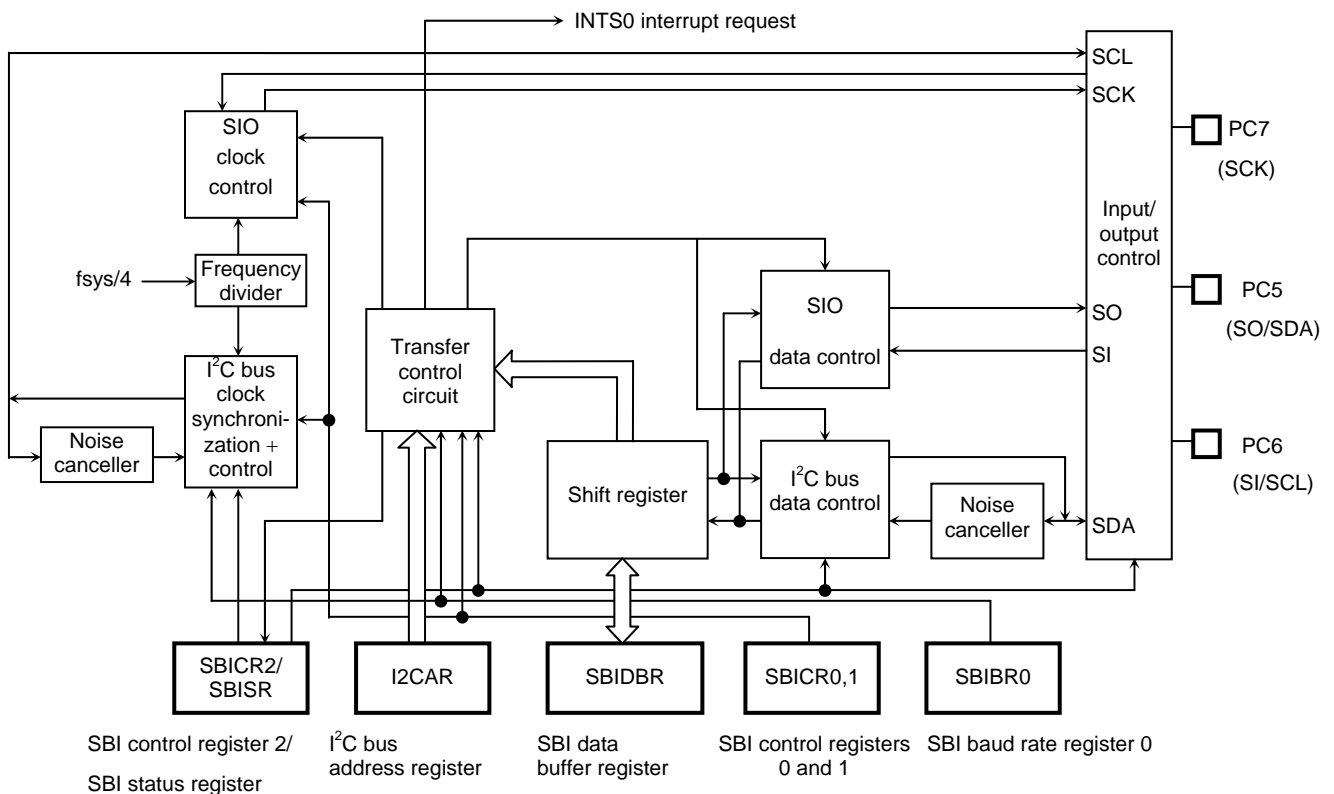 INTS0 interrupt request
SCL
SCK
SIO
clock
control
PC7
(SCK)
Input/
output
control
fsys/4
Frequency
divider
SIO
data control
SO
SI
PC5
(SO/SDA)
Transfer
control
circuit
I²C bus
clock
synchroni-
zation +
control
Noise
canceller
Shift register
I²C bus
data control
Noise
canceller
SDA
PC6
(SI/SCL)
SBICR2/
SBISR
I2CAR
SBIDBR
SBICR0,1
SBIBR0
SBI control register 2/
SBI status register
I²C bus
address register
SBI data
buffer register
SBI control registers
0 and 1
SBI baud rate register 0